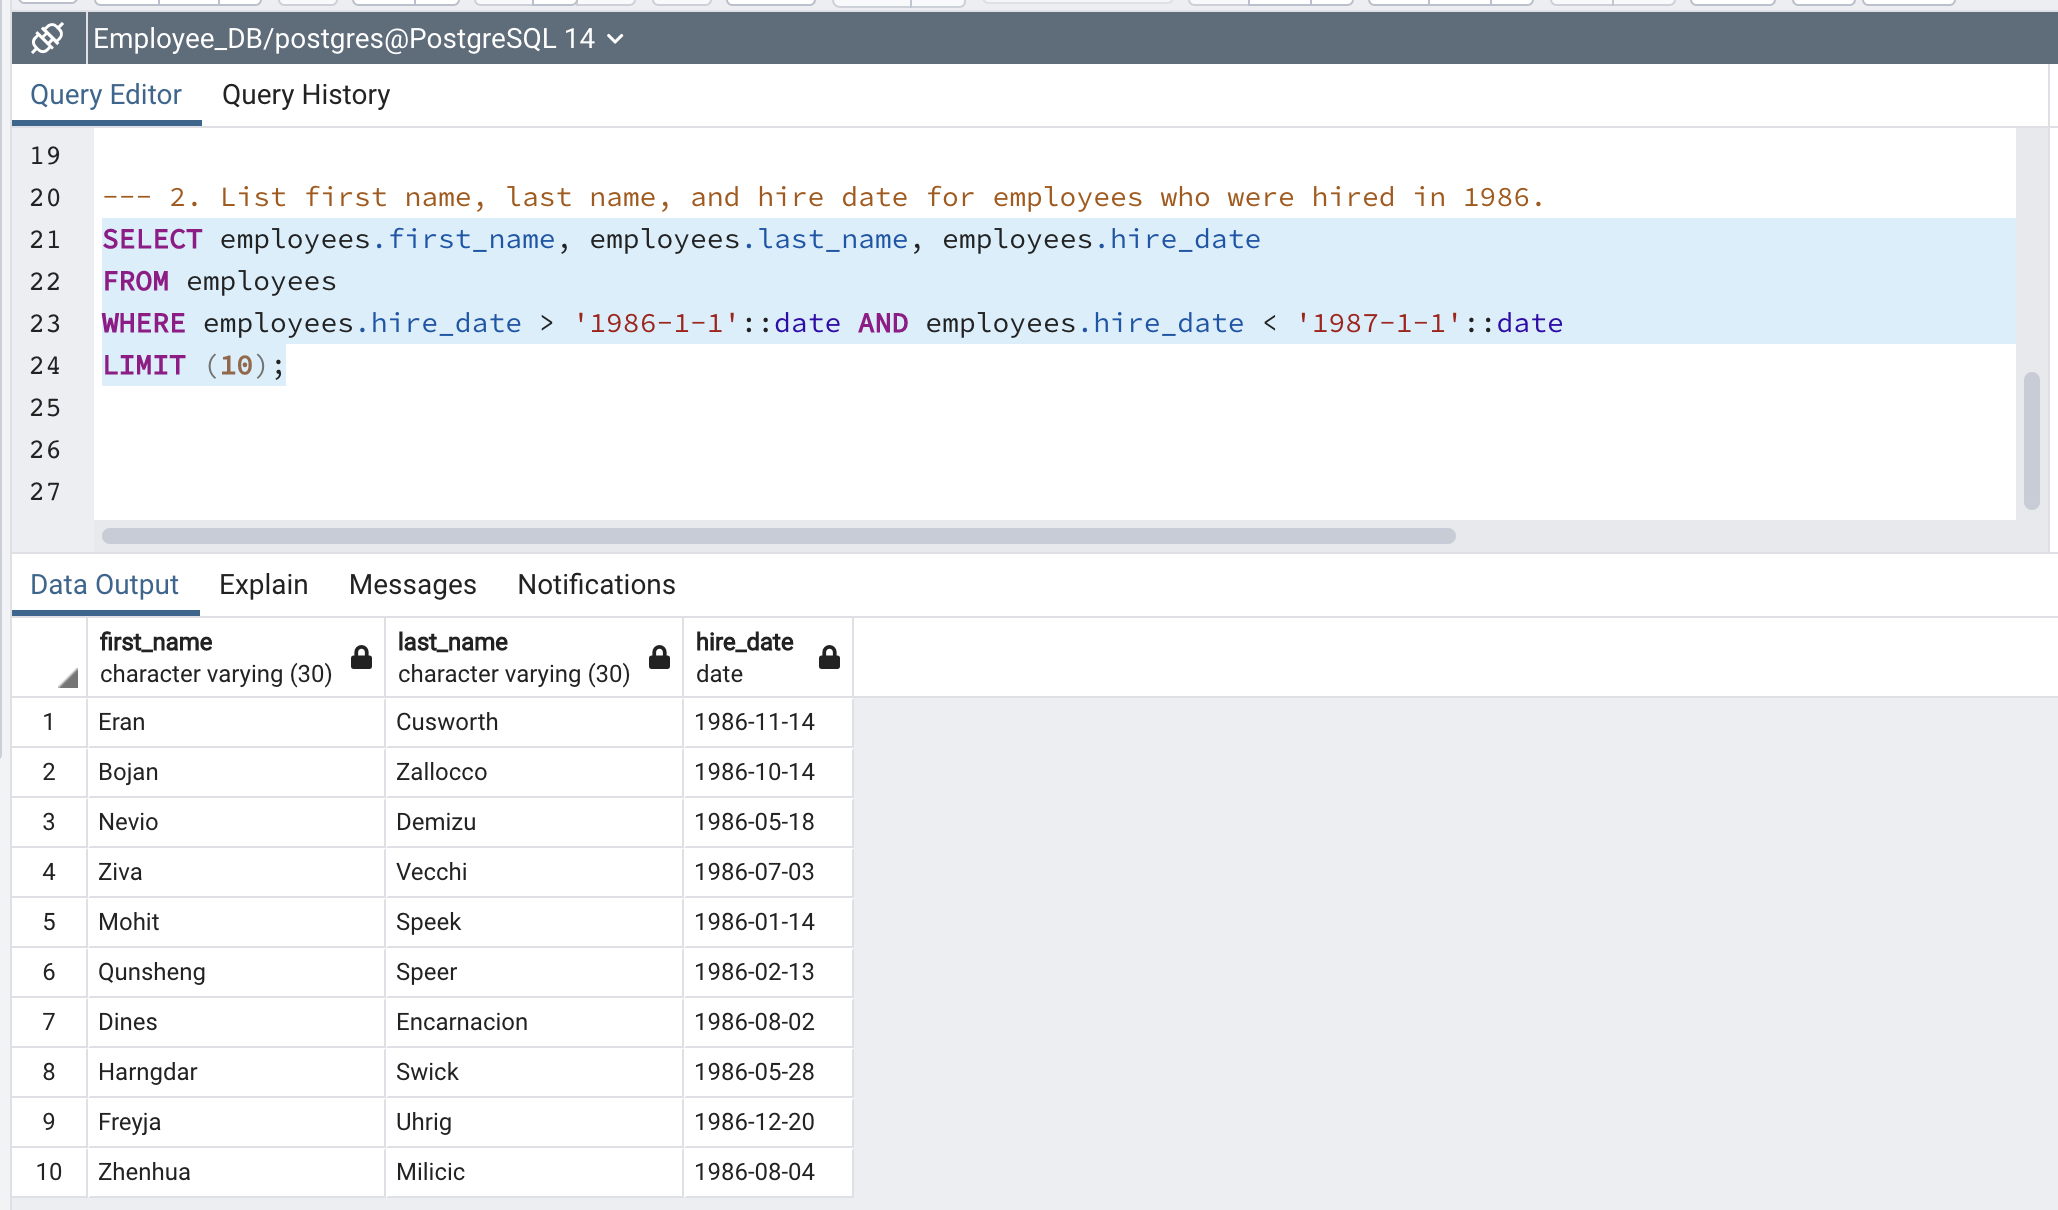 Employee_DB/postgres@PostgreSQL 14
Query Editor Query History
19
20 --- 2. List first name, last name, and hire date for employees who were hired in 1986.
21 SELECT employees.first_name, employees.last_name, employees.hire_date
22 FROM employees
23 WHERE employees.hire_date > '1986-1-1'::date AND employees.hire_date < '1987-1-1'::date
24 LIMIT (10);
25
26
27
Data Output Explain Messages Notifications
first_name last_name hire_date
character varying (30) character varying (30) date
1 Eran Cusworth 1986-11-14
2 Bojan Zallocco 1986-10-14
3 Nevio Demizu 1986-05-18
4 Ziva Vecchi 1986-07-03
5 Mohit Speek 1986-01-14
6 Qunsheng Speer 1986-02-13
7 Dines Encarnacion 1986-08-02
8 Harngdar Swick 1986-05-28
9 Freyja Uhrig 1986-12-20
10 Zhenhua Milicic 1986-08-04